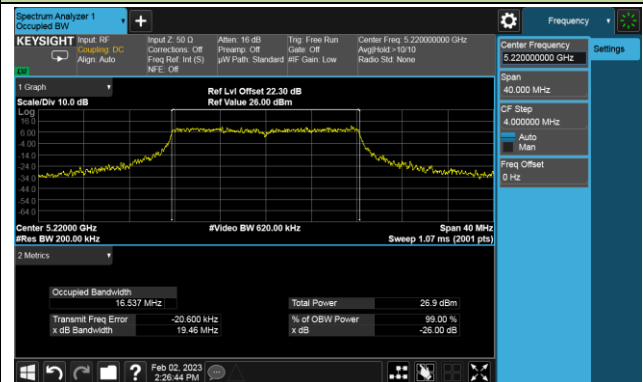 Spectrum Analyzer 1
Occupied BW
Frequency
KEYSIGHT
Input: RF
Coupling: DC
Align: Auto
Input Z: 50 Ω
Corrections: Off
Freq Ref: Int (S)
NFE: Off
Atten: 16 dB
Preamp: Off
µW Path: Standard
Trig: Free Run
Gate: Off
#IF Gain: Low
Center Freq: 5.220000000 GHz
Avg|Hold:>10/10
Radio Std: None
Center Frequency
5.220000000 GHz
Settings
Span
40.000 MHz
CF Step
4.000000 MHz
Auto
Man
Freq Offset
0 Hz
1 Graph
Scale/Div 10.0 dB
Ref Lvl Offset 22.30 dB
Ref Value 26.00 dBm
Log
16.0
6.00
-4.00
-14.0
-24.0
-34.0
-44.0
-54.0
-64.0
Center 5.22000 GHz
#Res BW 200.00 kHz
#Video BW 620.00 kHz
Span 40 MHz
Sweep 1.07 ms (2001 pts)
2 Metrics
Occupied Bandwidth
16.537 MHz
Total Power 26.9 dBm
Transmit Freq Error -20.600 kHz
% of OBW Power 99.00 %
x dB Bandwidth 19.46 MHz
x dB -26.00 dB
?
Feb 02, 2023
2:26:44 PM